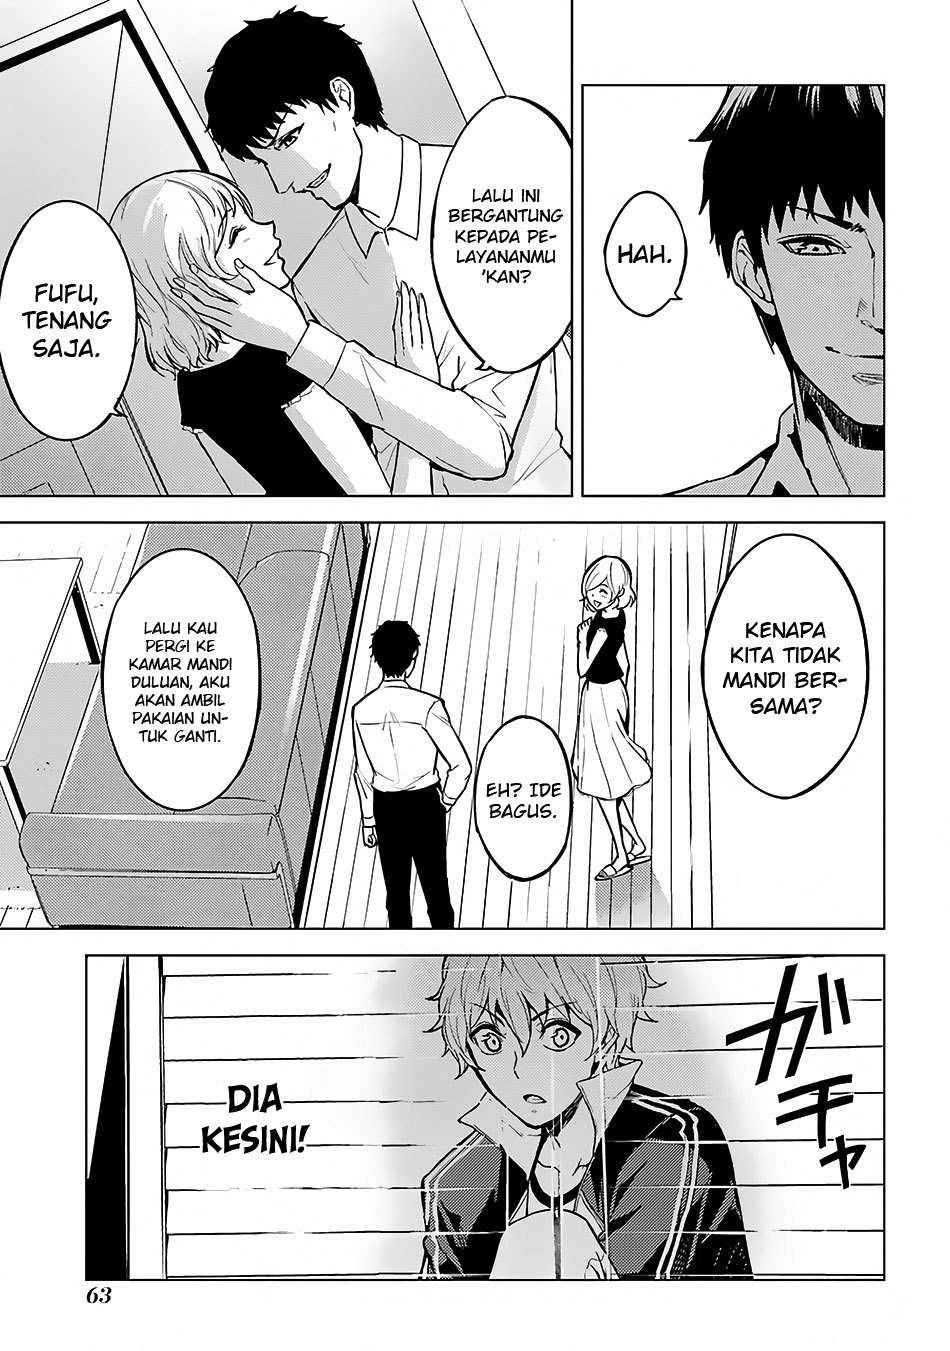 HAH.
LALU INI
BERGANTUNG
KEPADA PE-
LAYANANMU
'KAN?
FUFU,
TENANG
SAJA.
KENAPA
KITA TIDAK
MANDI BER-
SAMA?
EH? IDE
BAGUS.
LALU KAU
PERGI KE
KAMAR MANDI
DULUAN, AKU
AKAN AMBIL
PAKAIAN UN-
TUK GANTI.
ガチャ
DIA
KESINI!
63